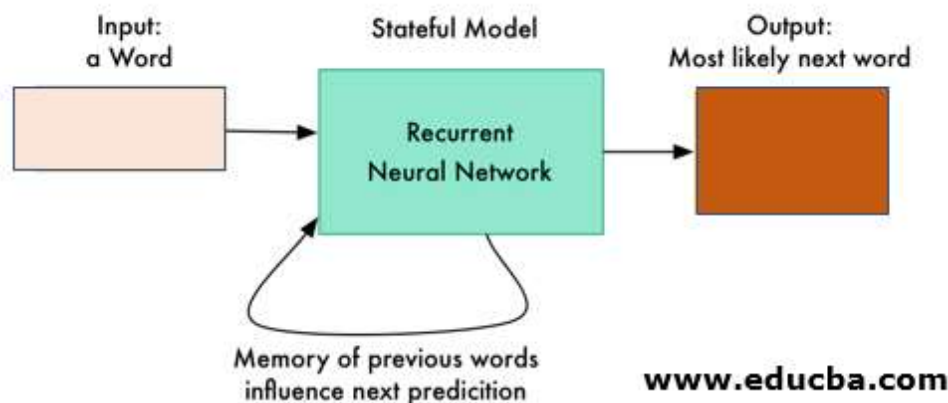 Input:
a Word
Stateful Model
Output:
Most likely next word
Recurrent
Neural Network
Memory of previous words
influence next predicition
www.educba.com